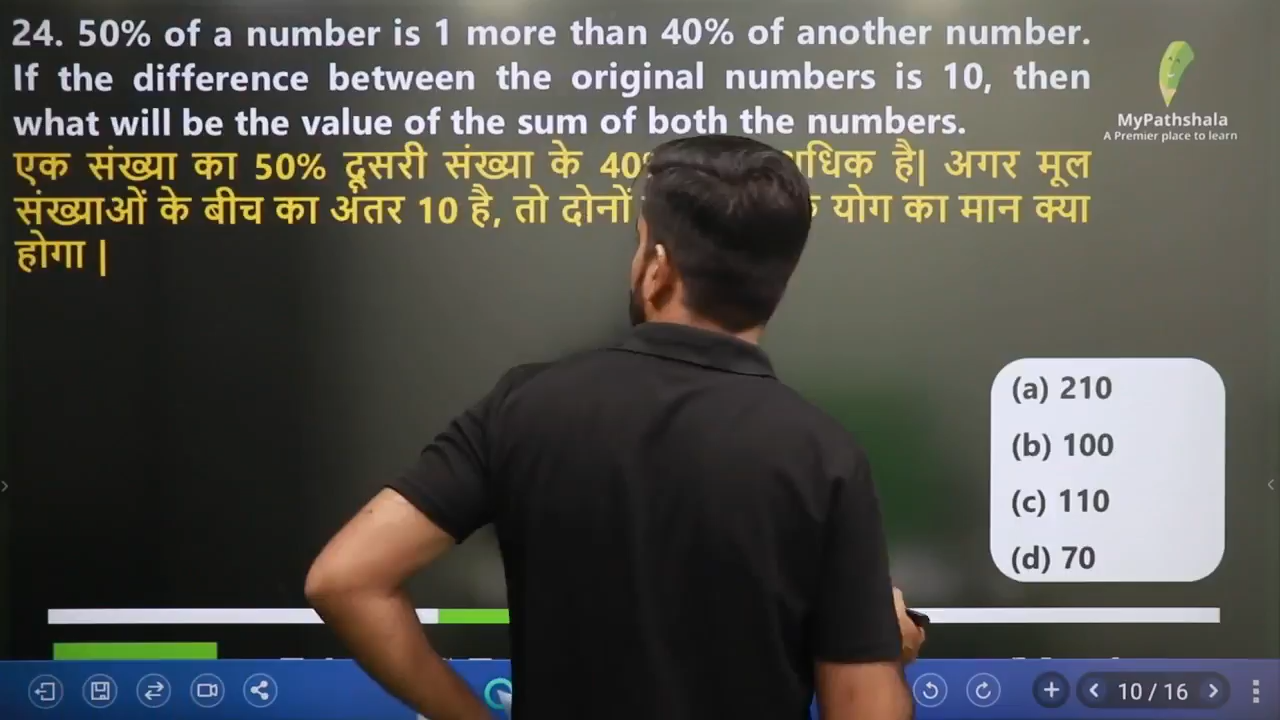 24. 50% of a number is 1 more than 40% of another number.
If the difference between the original numbers is 10, then
what will be the value of the sum of both the numbers.
एक संख्या का 50% दूसरी संख्या के 40% है| अगर मूल
संख्याओं के बीच का अंतर 10 है, तो दोनों योग का मान क्या
होगा |
MyPathshala
A Premier place to learn
(a) 210
(b) 100
(c) 110
(d) 70
10 / 16